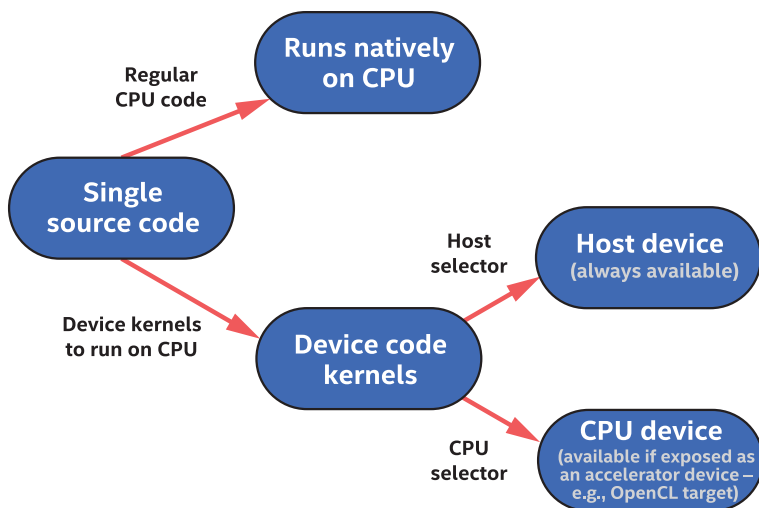 Runs natively
on CPU
Regular
CPU code
Single
source code
Host
selector
Host device
(always available)
Device kernels
to run on CPU
Device code
kernels
CPU
selector
CPU device
(available if exposed as
an accelerator device –
e.g., OpenCL target)